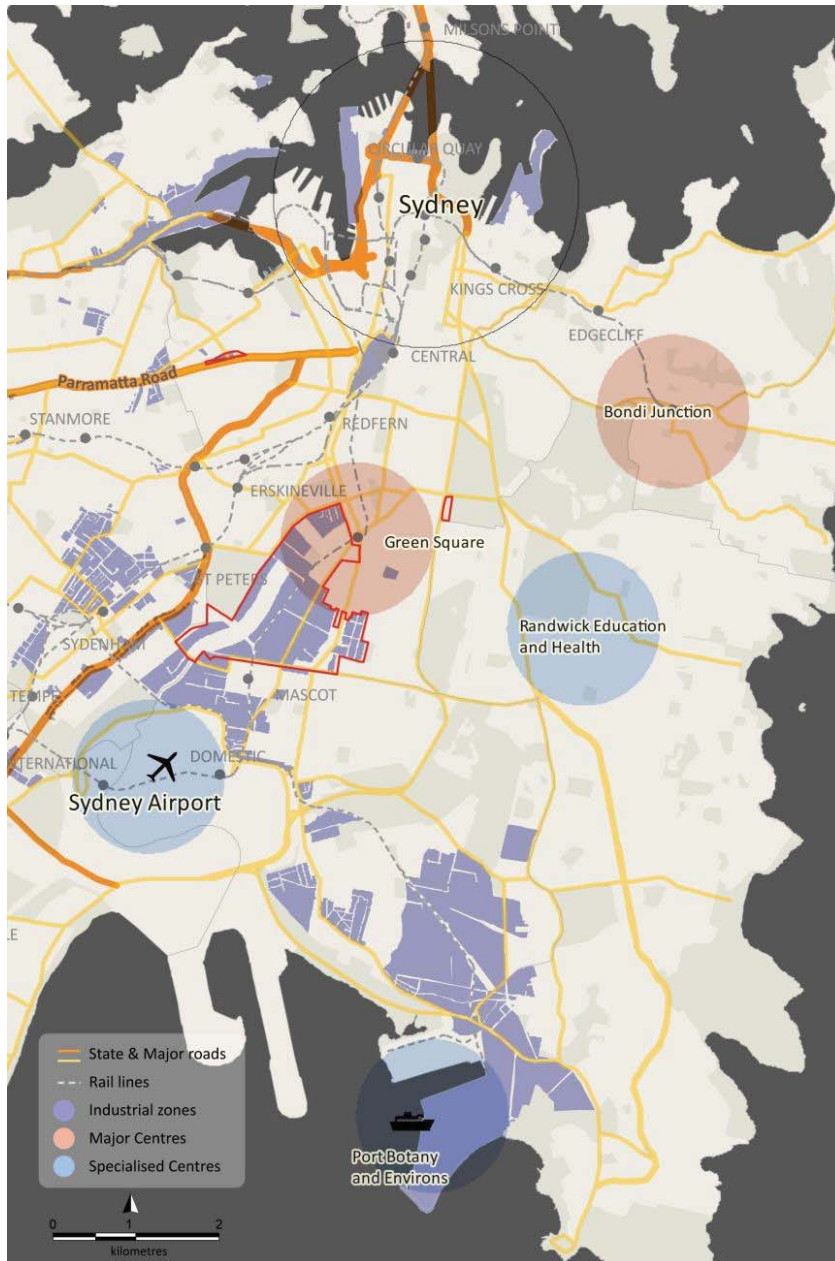 MILSONS POINT
CIRCULAR QUAY
Sydney
KINGS CROSS
EDGECLIFF
CENTRAL
Parramatta Road
Bondi Junction
STANMORE
REDFERN
ERSKINEVILLE
Green Square
ST PETERS
Randwick Education
and Health
SYDENHAM
TEMPE
MASCOT
DOMESTIC
NTERNATIONAL
Sydney Airport
LE
State & Major roads
Rail lines
Industrial zones
Major Centres
Specialised Centres
Port Botany
and Environs
0 1 2
kilometres